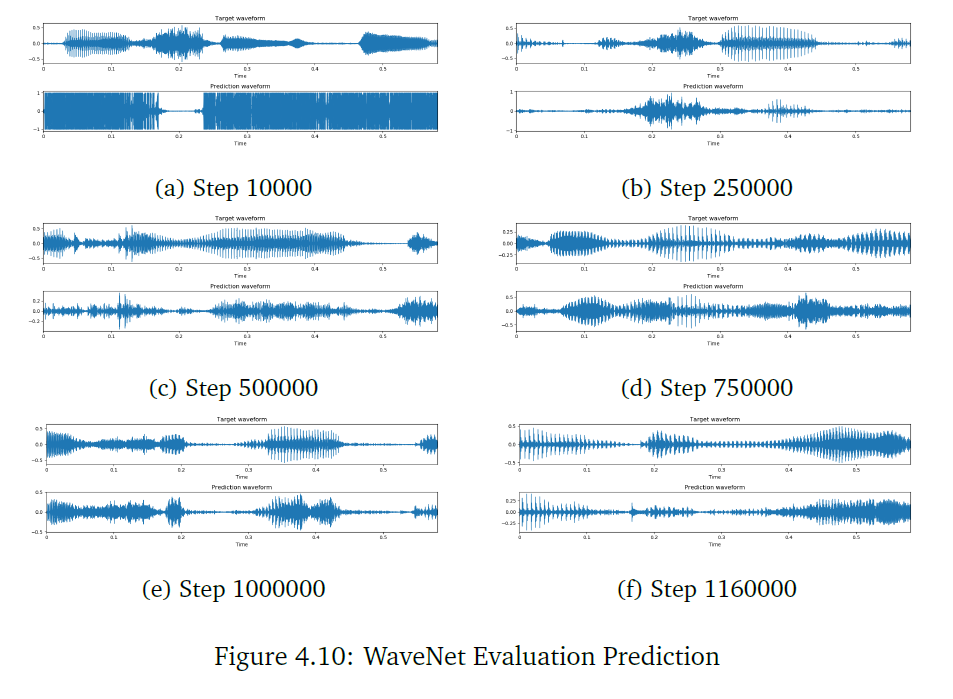 Target waveform
0.5
0.0
−0.5
0 0.1 0.2 0.3 0.4 0.5
Time
Prediction waveform
1
0
−1
0 0.1 0.2 0.3 0.4 0.5
Time
(a) Step 10000
Target waveform
0.5
0.0
−0.5
0 0.1 0.2 0.3 0.4 0.5
Time
Prediction waveform
1
0
−1
0 0.1 0.2 0.3 0.4 0.5
Time
(b) Step 250000
Target waveform
0.5
0.0
−0.5
0 0.1 0.2 0.3 0.4 0.5
Time
Prediction waveform
0.2
0.0
−0.2
0 0.1 0.2 0.3 0.4 0.5
Time
(c) Step 500000
Target waveform
0.25
0.00
−0.25
0 0.1 0.2 0.3 0.4 0.5
Time
Prediction waveform
0.5
0.0
−0.5
0 0.1 0.2 0.3 0.4 0.5
Time
(d) Step 750000
Target waveform
0.5
0.0
−0.5
0 0.1 0.2 0.3 0.4 0.5
Time
Prediction waveform
0.5
0.0
−0.5
0 0.1 0.2 0.3 0.4 0.5
Time
(e) Step 1000000
Target waveform
0.5
0.0
−0.5
0 0.1 0.2 0.3 0.4 0.5
Time
Prediction waveform
0.25
0.00
−0.25
0 0.1 0.2 0.3 0.4 0.5
Time
(f) Step 1160000
Figure 4.10: WaveNet Evaluation Prediction